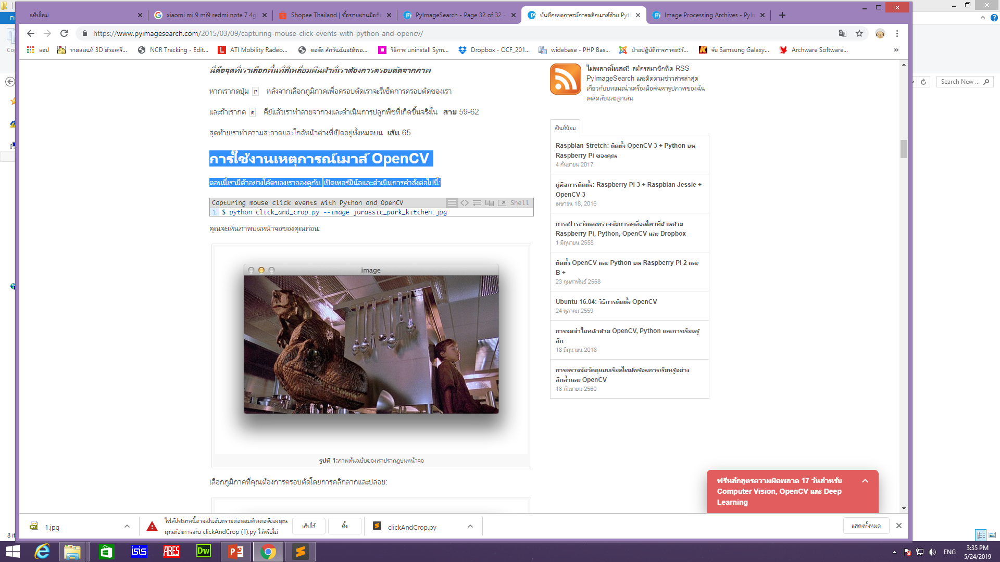 แท็บใหม่
xiaomi mi 9 mi9 redmi note 7 4g
Shopee Thailand | ซื้อขายผ่านมือถือ
PyImageSearch - Page 32 of 32 -
บันทึกเหตุการณ์การคลิกเมาส์ด้วย Pyth
Image Processing Archives - PyIm
https://www.pyimagesearch.com/2015/03/09/capturing-mouse-click-events-with-python-and-opencv/
แอป
วาดแผนที่ 3D ด้วยเครื่...
NCR Tracking - Edit...
ATI Mobility Radeo...
คอร์ด สักวันฉันจะดีพอ...
วิธีการ uninstall Sym...
Dropbox - OCF_201...
widebase - PHP Bas...
ฝ่ายปฏิบัติการภาคตะวั...
รับ Samsung Galaxy...
Archware Software...
»
Fi
Search New ...
นี่คือจุดที่เราเลือกพื้นที่สี่เหลี่ยมผืนผ้าที่เราต้องการครอบตัดจากภาพ
หากเรากดปุ่ม r หลังจากเลือกภูมิภาคเพื่อครอบตัดเราจะรีเซ็ตการครอบตัดของเรา
และถ้าเรากด ค คีย์แล้วเราทำลายจากวงและดำเนินการปลูกพืชที่เกิดขึ้นจริงใน สาย 59-62
สุดท้ายเราทำความสะอาดและใกล้หน้าต่างที่เปิดอยู่ทั้งหมดบน เส้น 65
การใช้งานเหตุการณ์เมาส์ OpenCV
ตอนนี้เรามีตัวอย่างโค้ดของเราลองดูกัน เปิดเทอร์มินัลและดำเนินการคำสั่งต่อไปนี้:
Capturing mouse click events with Python and OpenCV
Shell
1 $ python click_and_crop.py --image jurassic_park_kitchen.jpg
คุณจะเห็นภาพบนหน้าจอของคุณก่อน:
image
รูปที่ 1:ภาพต้นฉบับของเราปรากฏบนหน้าจอ
เลือกภูมิภาคที่คุณต้องการครอบตัดโดยการคลิกลากและปล่อย:
ไม่พลาดโพสต์! สมัครสมาชิกฟีด RSS
PyImageSearch และติดตามข่าวสารล่าสุด
เกี่ยวกับบทแนะนำเครื่องมือค้นหารูปภาพของฉัน
เคล็ดลับและลูกเล่น
เป็นที่นิยม
Raspbian Stretch: ติดตั้ง OpenCV 3 + Python บน
Raspberry Pi ของคุณ
4 กันยายน 2017
คู่มือการติดตั้ง: Raspberry Pi 3 + Raspbian Jessie +
OpenCV 3
เมษายน 18, 2016
การเฝ้าระวังและตรวจจับการเคลื่อนไหวที่บ้านด้วย
Raspberry Pi, Python, OpenCV และ Dropbox
1 มิถุนายน 2558
ติดตั้ง OpenCV และ Python บน Raspberry Pi 2 และ
B +
23 กุมภาพันธ์ 2558
Ubuntu 16.04: วิธีการติดตั้ง OpenCV
24 ตุลาคม 2559
การจดจำใบหน้าด้วย OpenCV, Python และการเรียนรู้
ลึก
18 มิถุนายน 2018
การตรวจจับวัตถุแบบเรียลไทม์พร้อมการเรียนรู้อย่าง
ลึกล้ำและ OpenCV
18 กันยายน 2560
ฟรีหลักสูตรความผิดพลาด 17 วันสำหรับ
Computer Vision, OpenCV และ Deep
Learning
1.jpg
ไฟล์ประเภทนี้อาจเป็นอันตรายต่อคอมพิวเตอร์ของคุณ
คุณต้องการเก็บ clickAndCrop (1).py ไว้หรือไม่
เก็บไว้
ทิ้ง
clickAndCrop.py
แสดงทั้งหมด
8 it
isis
ARES
Dw
ENG
3:35 PM
5/24/2019